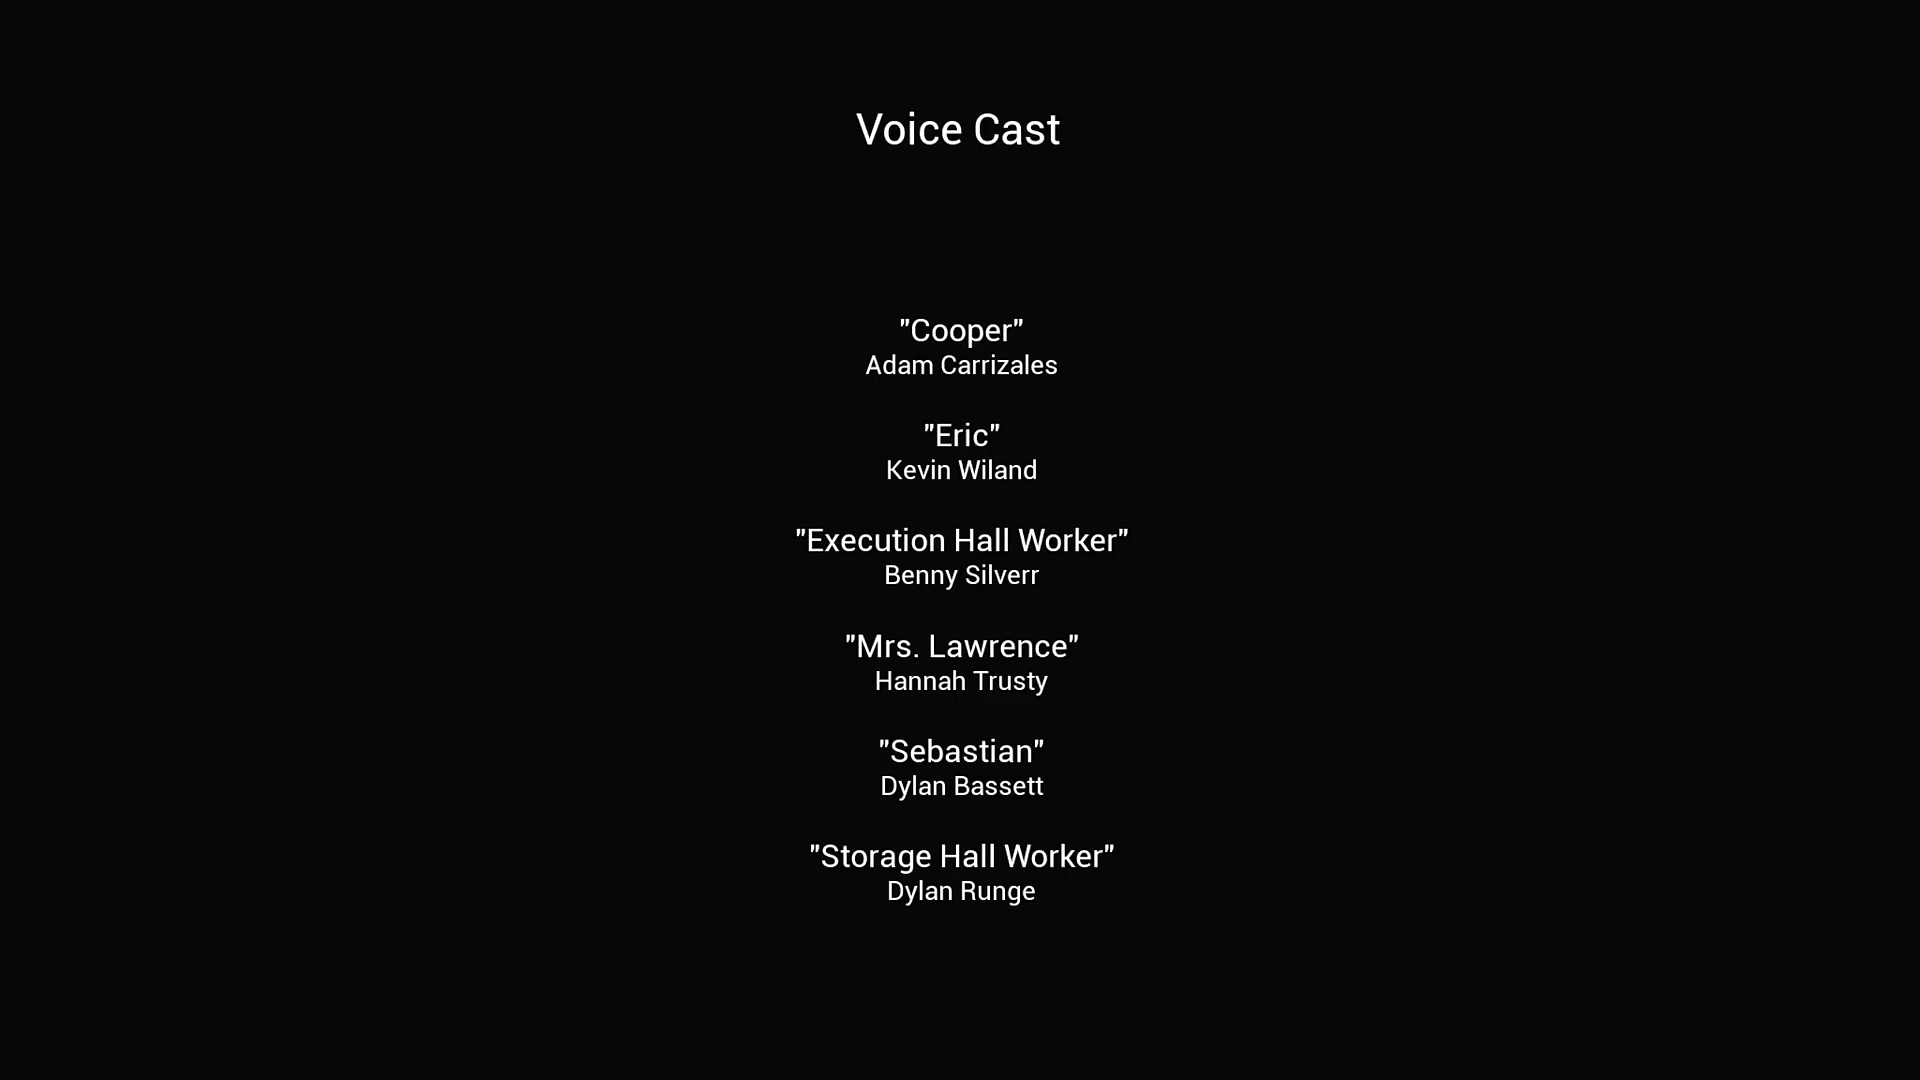 Voice Cast
"Cooper"
Adam Carrizales
"Eric"
Kevin Wiland
"Execution Hall Worker"
Benny Silverr
"Mrs. Lawrence"
Hannah Trusty
"Sebastian"
Dylan Bassett
"Storage Hall Worker"
Dylan Runge